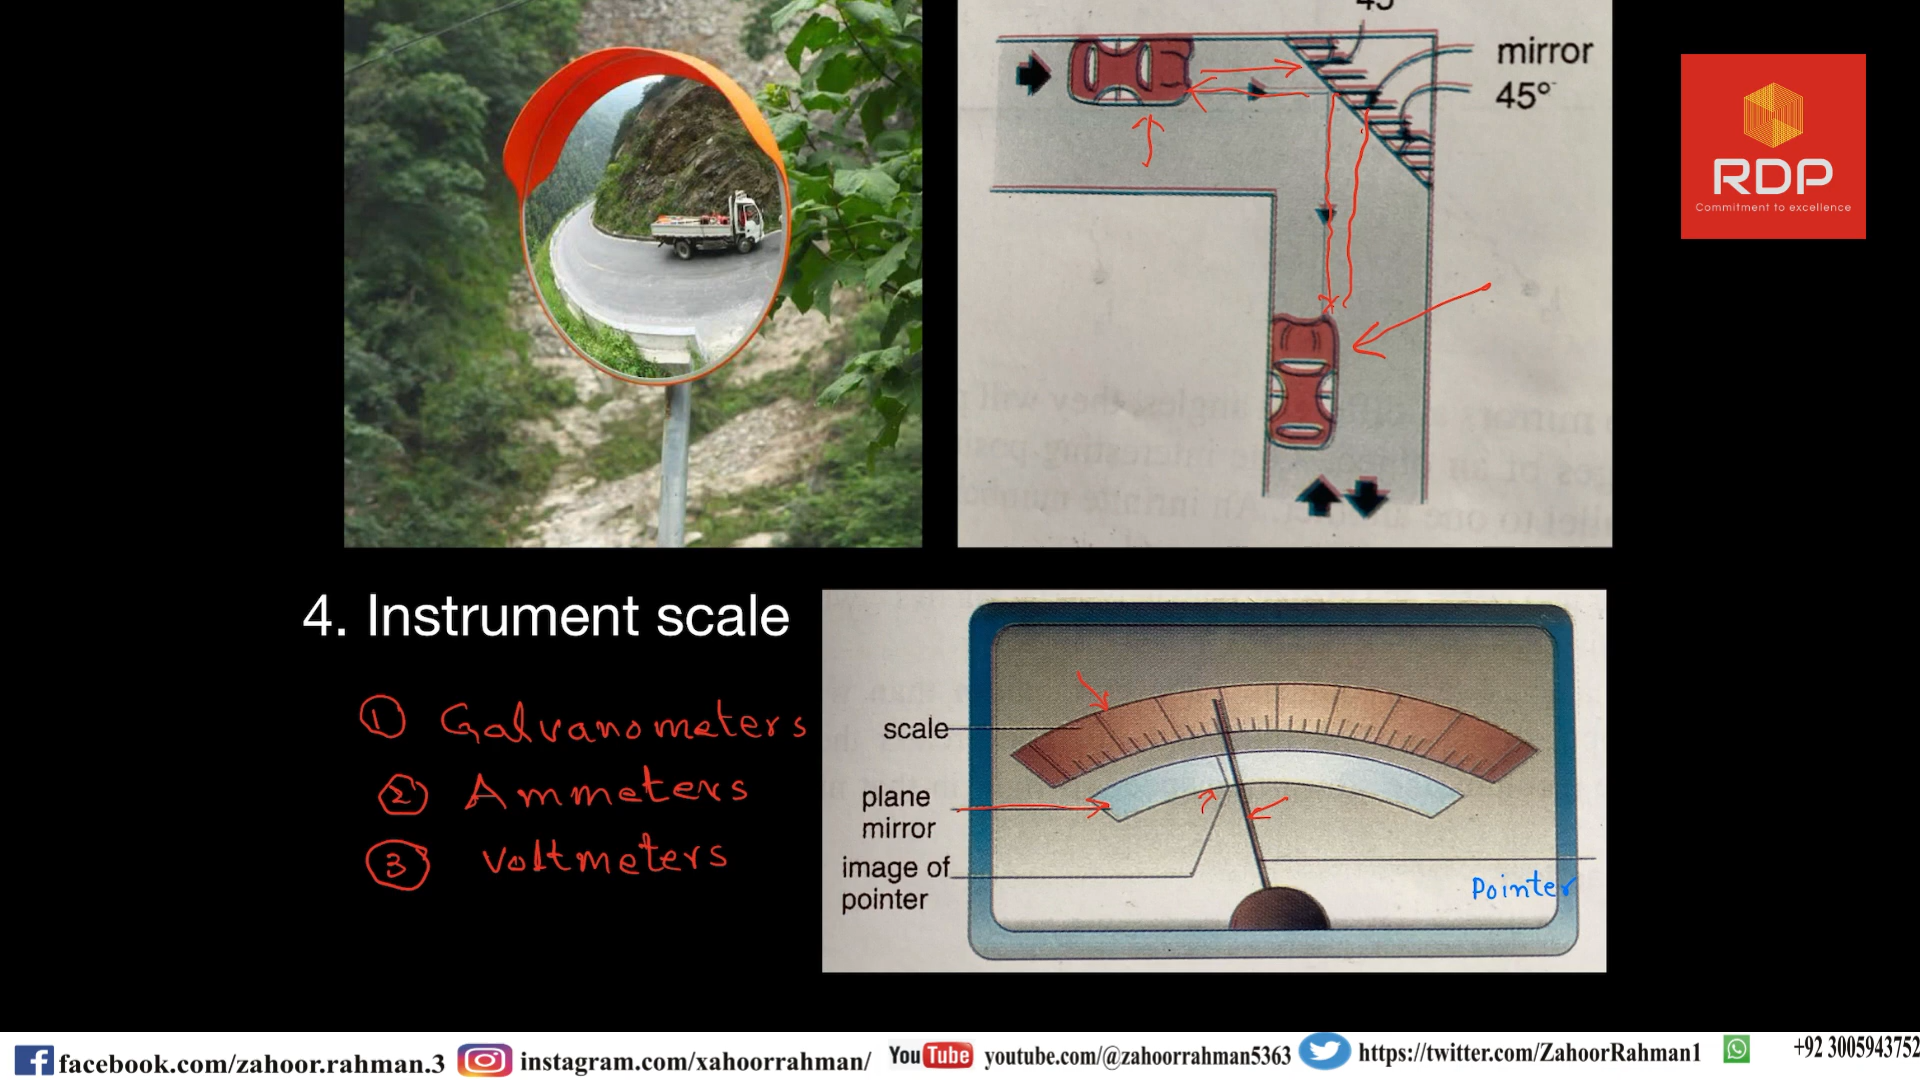 mirror
45°
RDP
Commitment to excellence
4. Instrument scale
① Galvanometers
② Ammeters
③ Voltmeters
scale
plane
mirror
image of
pointer
Pointer
facebook.com/zahoor.rahman.3
instagram.com/xahoorrahman/
YouTube youtube.com/@zahoorrahman5363
https://twitter.com/ZahoorRahman1
+92 3005943752